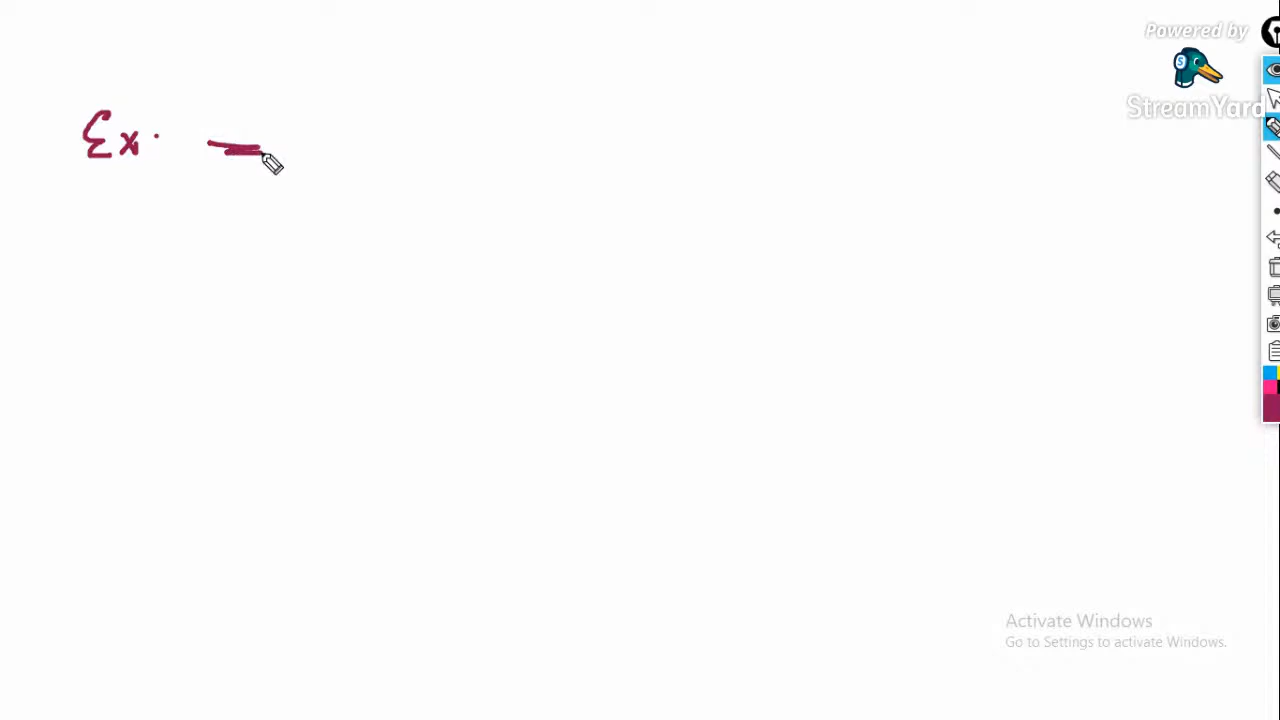 Powered by
StreamYard
Ex. —
Activate Windows
Go to Settings to activate Windows.